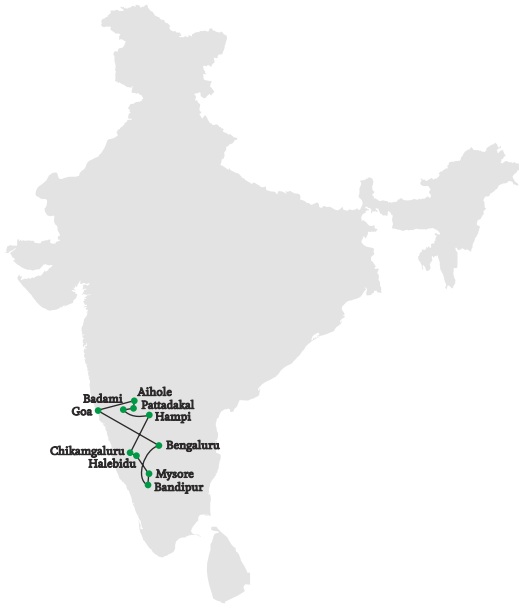 Aihole
Badami
Pattadakal
Goa
Hampi
Bengaluru
Chikamgaluru
Halebidu
Mysore
Bandipur